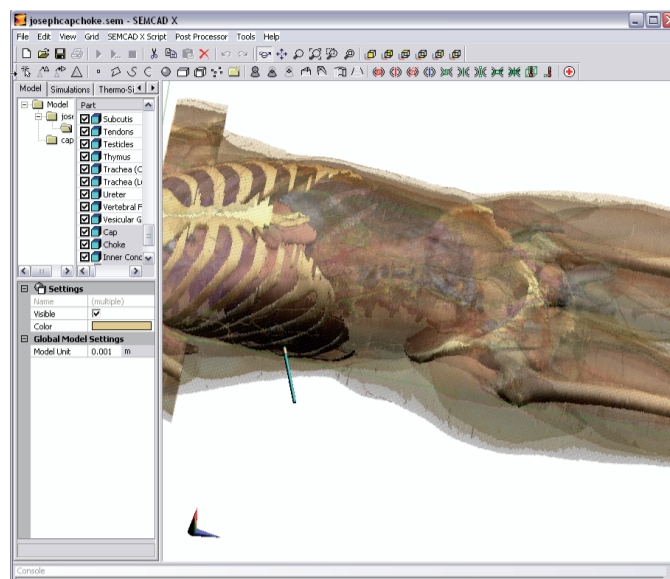 josephcapchoke.sem - SEMCAD X
File Edit View Grid SEMCAD X Script Post Processor Tools Help
Model Simulations Thermo-Si
Model Part
Subcutis
Tendons
Testicles
Thymus
Trachea (C
Trachea (Lu
Ureter
Vertebral F
Vesicular G
cap Cap
Choke
Inner Conc
Settings
Name (multiple)
Visible
Color
Global Model Settings
Model Unit 0.001 m
Console